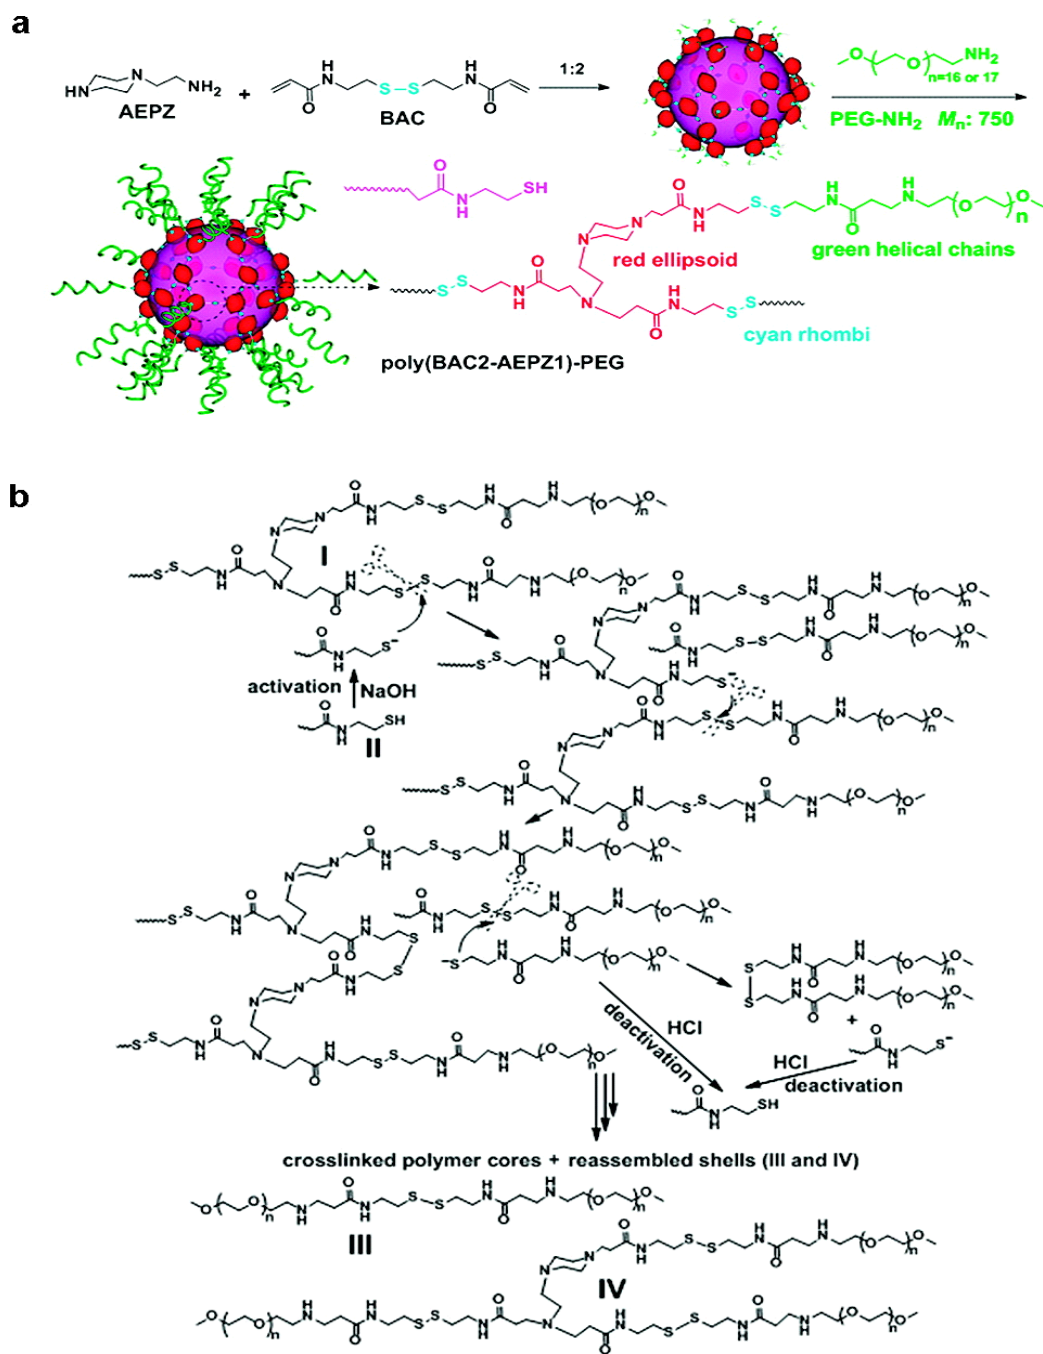 a
AEPZ
+
BAC
1:2
n=16 or 17
PEG-NH2 Mn: 750
red ellipsoid
green helical chains
cyan rhombi
poly(BAC2-AEPZ1)-PEG
b
I
activation
NaOH
II
HCl
deactivation
+
HCl
deactivation
crosslinked polymer cores + reassembled shells (III and IV)
III
IV